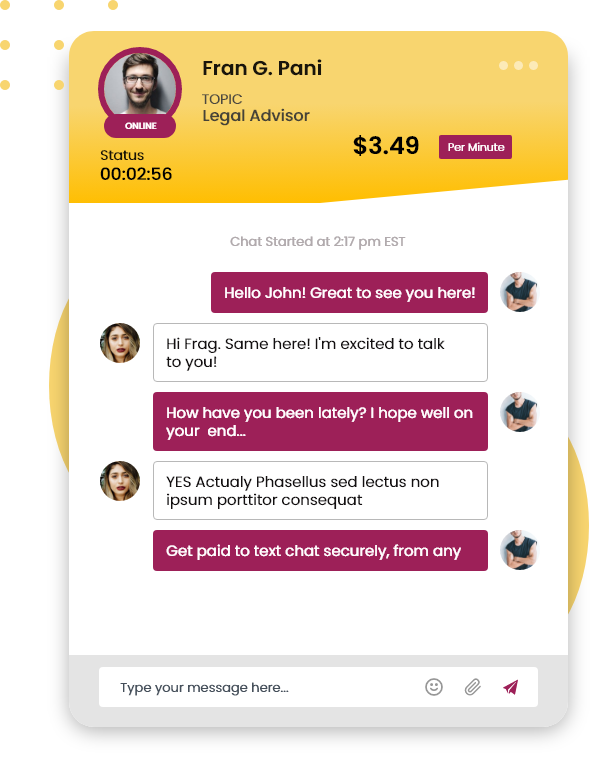 Fran G. Pani
TOPIC
Legal Advisor
ONLINE
$3.49
Per Minute
Status
00:02:56
Chat Started at 2:17 pm EST
Hello John! Great to see you here!
Hi Frag. Same here! I'm excited to talk
to you!
How have you been lately? I hope well on
your end...
YES Actualy Phasellus sed lectus non
ipsum porttitor consequat
Get paid to text chat securely, from any
Type your message here...